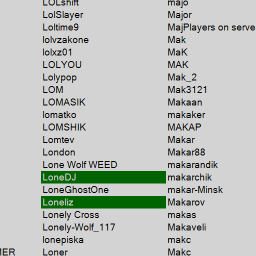 LOLshift majo
LolSlayer Major
Loltime9 MajPlayers on serve
lolvzakone Mak
lolxz01 MaK
LOLYOU MAK
Lolypop Mak_2
LOM Mak3121
LOMASIK Makaan
lomatko makaker
LOMSHIK MAKAP
Lomtev Makar
London Makar88
Lone Wolf WEED makarandik
LoneDJ makarchik
LoneGhostOne makar-Minsk
Loneliz Makarov
Lonely Cross makas
Lonely-Wolf_117 Makaveli
lonepiska makc
MER Loner Makc